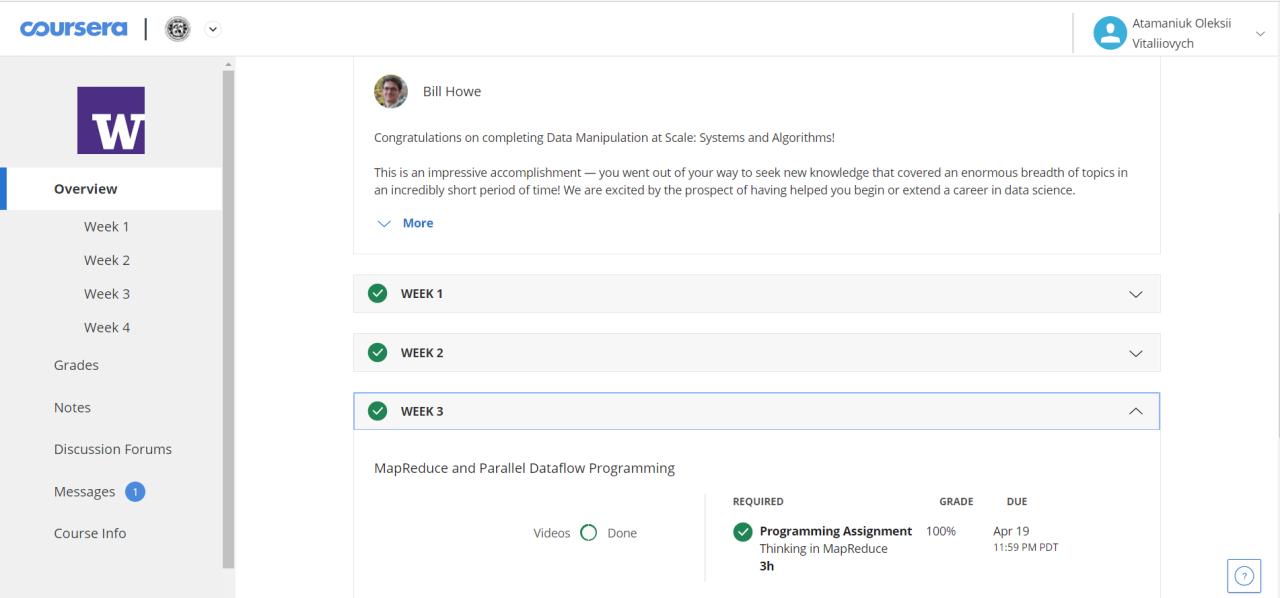 coursera
Atamaniuk Oleksii
Vitaliiovych
W
Overview
Week 1
Week 2
Week 3
Week 4
Grades
Notes
Discussion Forums
Messages 1
Course Info
Bill Howe
Congratulations on completing Data Manipulation at Scale: Systems and Algorithms!
This is an impressive accomplishment — you went out of your way to seek new knowledge that covered an enormous breadth of topics in
an incredibly short period of time! We are excited by the prospect of having helped you begin or extend a career in data science.
More
WEEK 1
WEEK 2
WEEK 3
MapReduce and Parallel Dataflow Programming
REQUIRED GRADE DUE
Videos Done
Programming Assignment 100% Apr 19
Thinking in MapReduce 11:59 PM PDT
3h
?